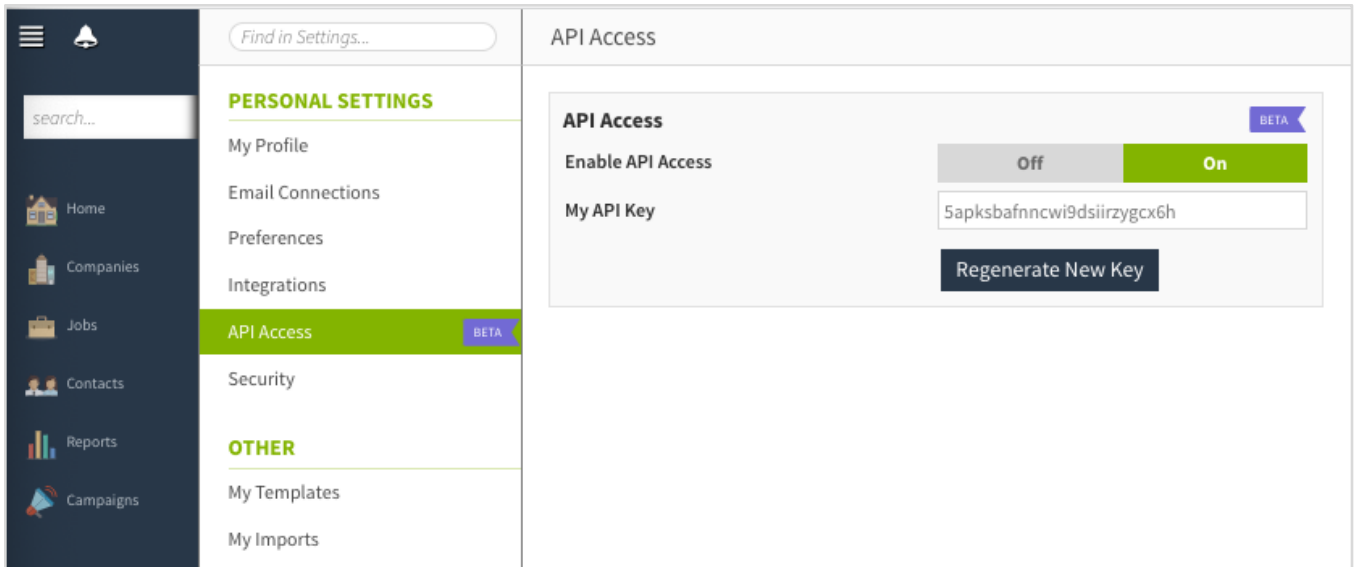 search...
Home
Companies
Jobs
Contacts
Reports
Campaigns
Find in Settings...
PERSONAL SETTINGS
My Profile
Email Connections
Preferences
Integrations
API Access BETA
Security
OTHER
My Templates
My Imports
API Access
API Access BETA
Enable API Access Off On
My API Key 5apksbafnncwi9dsiirzygcx6h
Regenerate New Key